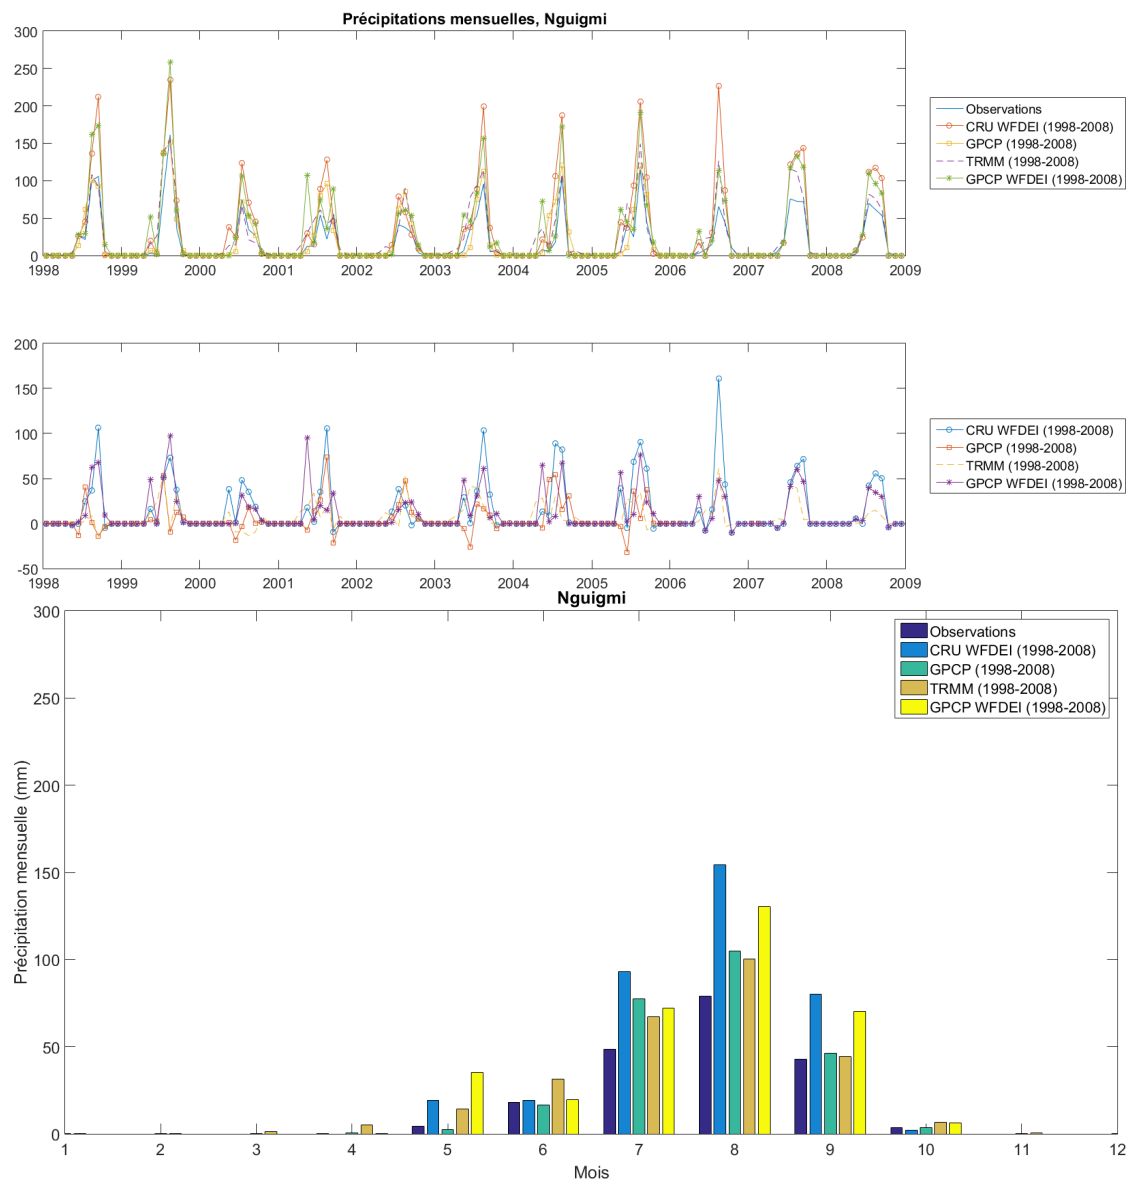 Précipitations mensuelles, Nguigmi
300
250
200
150
100
50
0
1998 1999 2000 2001 2002 2003 2004 2005 2006 2007 2008 2009
Observations
CRU WFDEI (1998-2008)
GPCP (1998-2008)
TRMM (1998-2008)
GPCP WFDEI (1998-2008)
200
150
100
50
0
-50
1998 1999 2000 2001 2002 2003 2004 2005 2006 2007 2008 2009
CRU WFDEI (1998-2008)
GPCP (1998-2008)
TRMM (1998-2008)
GPCP WFDEI (1998-2008)
Nguigmi
Précipitation mensuelle (mm)
300
250
200
150
100
50
0
1 2 3 4 5 6 7 8 9 10 11 12
Mois
Observations
CRU WFDEI (1998-2008)
GPCP (1998-2008)
TRMM (1998-2008)
GPCP WFDEI (1998-2008)